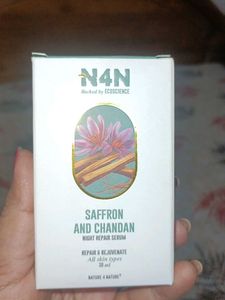 N4N
Backed by ECOSCIENCE
SAFFRON
AND CHANDAN
NIGHT REPAIR SERUM
REPAIR & REJUVENATE
All skin types
30 ml
NATURE 4 NATURE